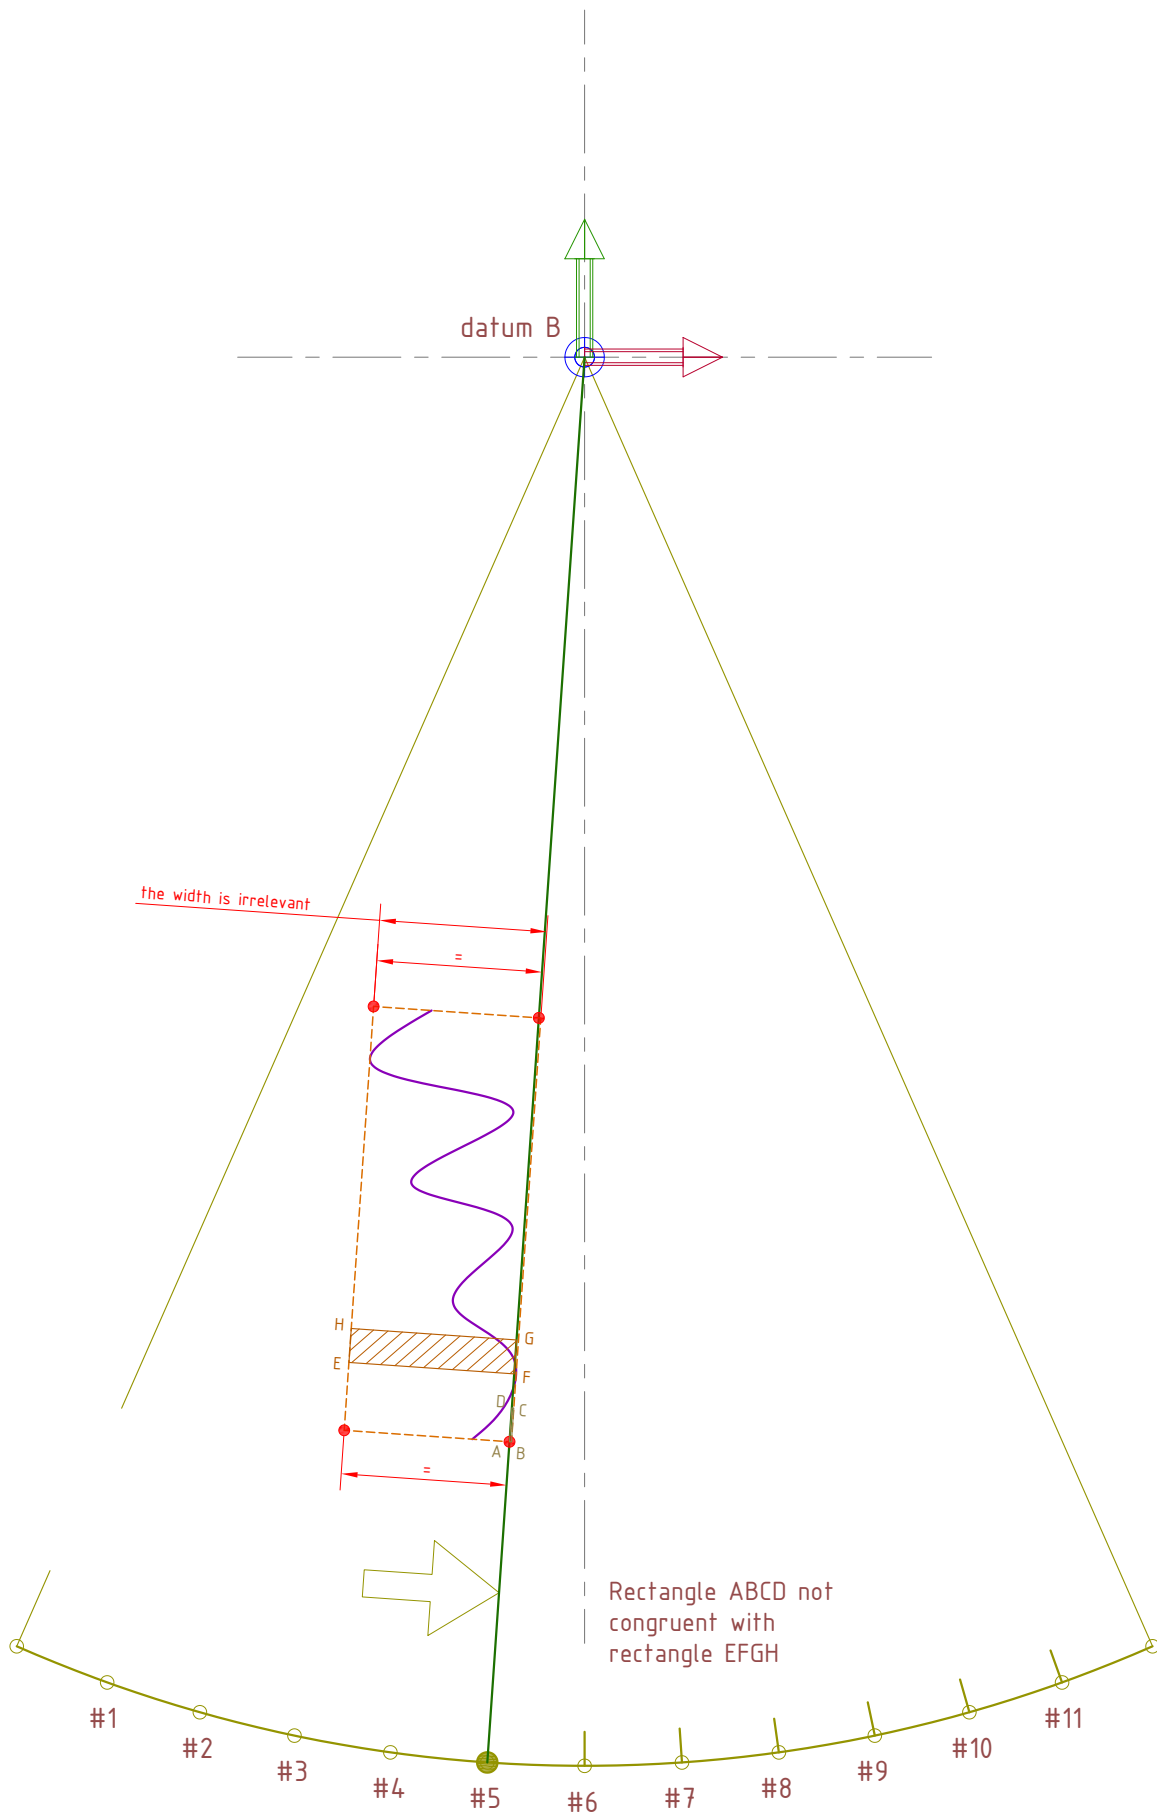 datum B
the width is irrelevant
=
H
G
E
F
D
C
A
B
=
Rectangle ABCD not
congruent with
rectangle EFGH
#1
#2
#3
#4
#5
#6
#7
#8
#9
#10
#11